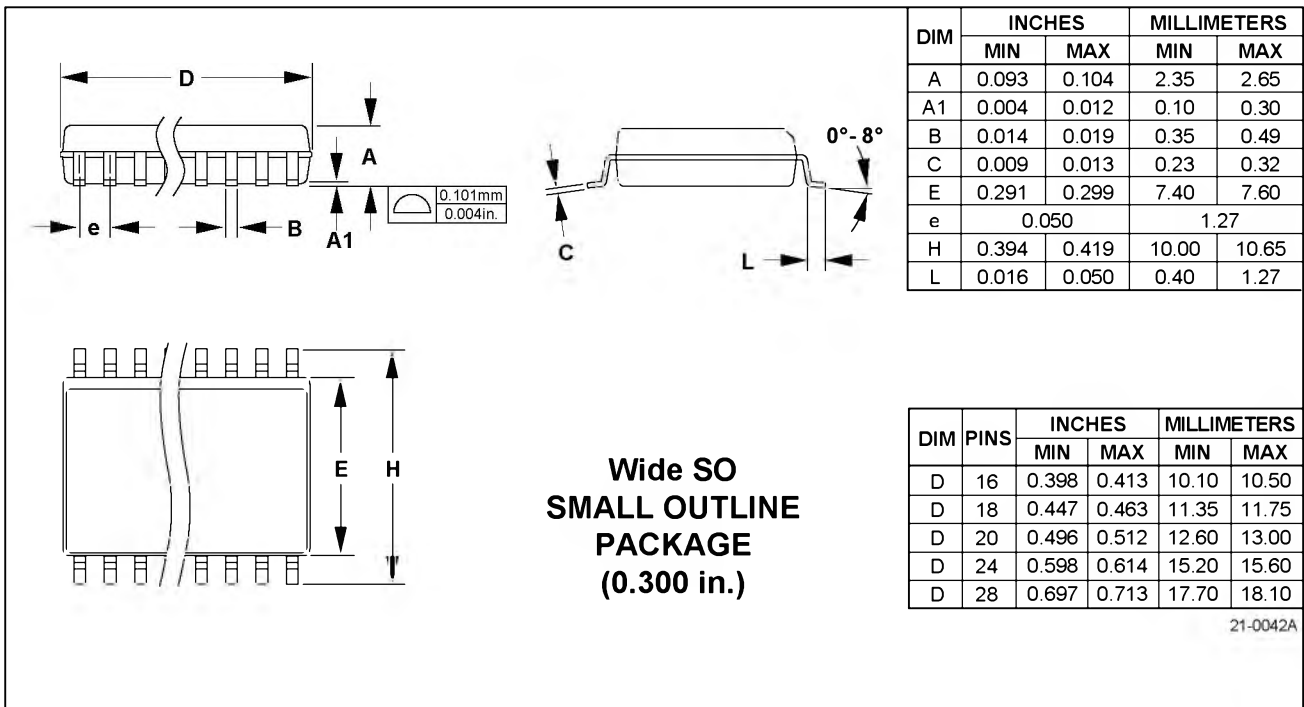 D
A
e
B
A1
0.101mm
0.004in.
0°- 8°
C
L
E
H
Wide SO
SMALL OUTLINE
PACKAGE
(0.300 in.)
DIM INCHES MILLIMETERS
MIN MAX MIN MAX
A 0.093 0.104 2.35 2.65
A1 0.004 0.012 0.10 0.30
B 0.014 0.019 0.35 0.49
C 0.009 0.013 0.23 0.32
E 0.291 0.299 7.40 7.60
e 0.050 1.27
H 0.394 0.419 10.00 10.65
L 0.016 0.050 0.40 1.27
DIM PINS INCHES MILLIMETERS
MIN MAX MIN MAX
D 16 0.398 0.413 10.10 10.50
D 18 0.447 0.463 11.35 11.75
D 20 0.496 0.512 12.60 13.00
D 24 0.598 0.614 15.20 15.60
D 28 0.697 0.713 17.70 18.10
21-0042A